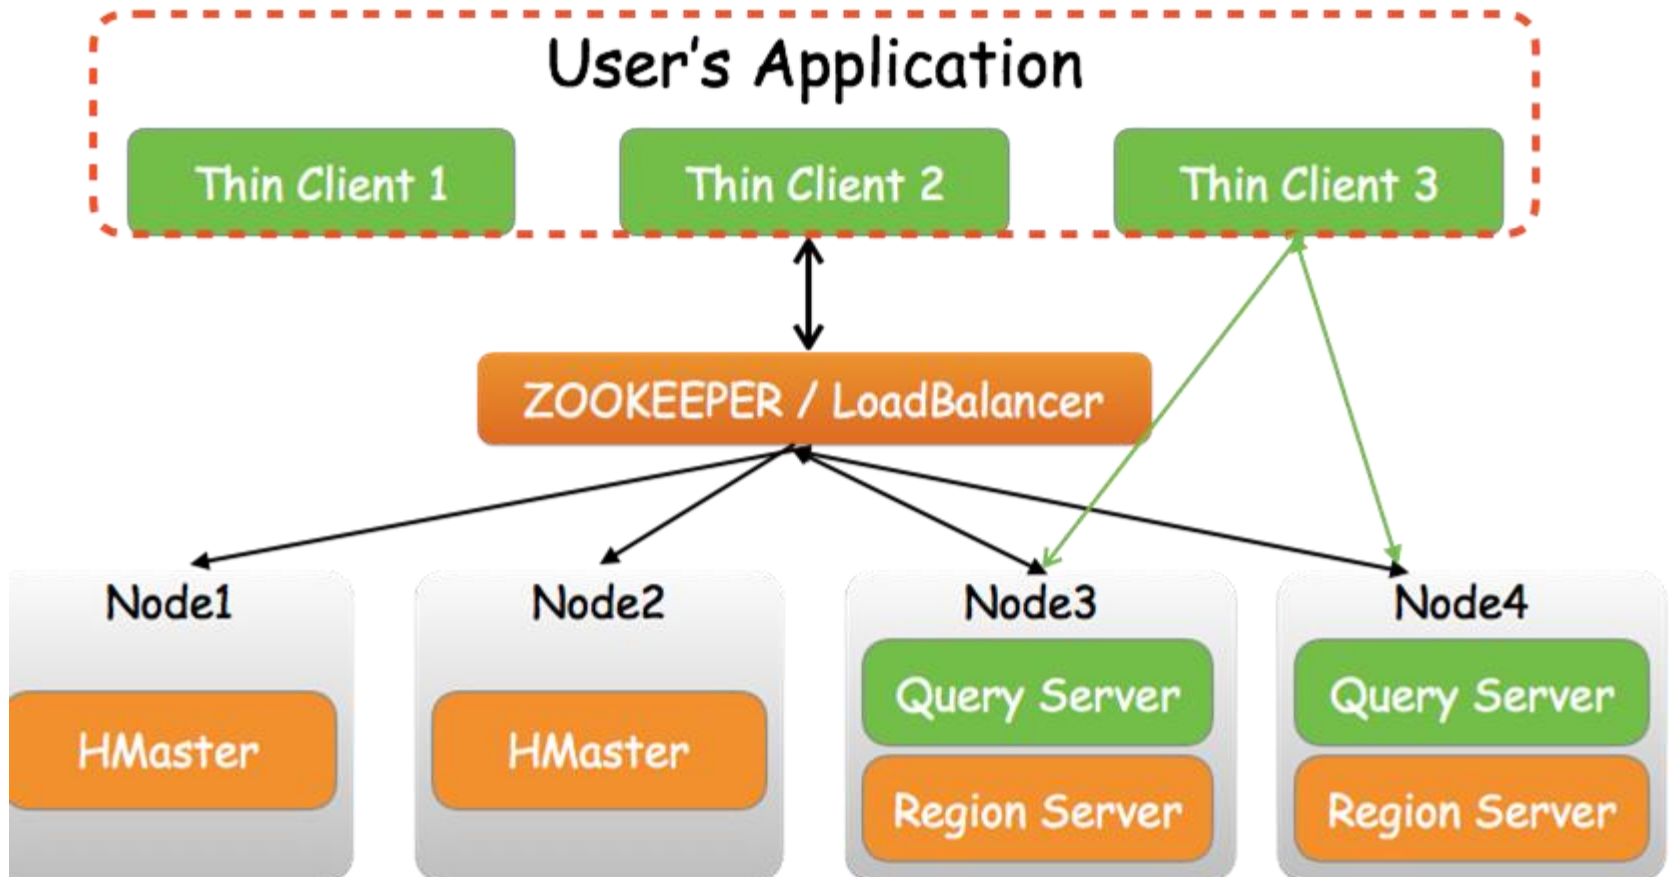 User's Application
Thin Client 1
Thin Client 2
Thin Client 3
ZOOKEEPER / LoadBalancer
Node1
Node2
Node3
Node4
HMaster
HMaster
Query Server
Query Server
Region Server
Region Server